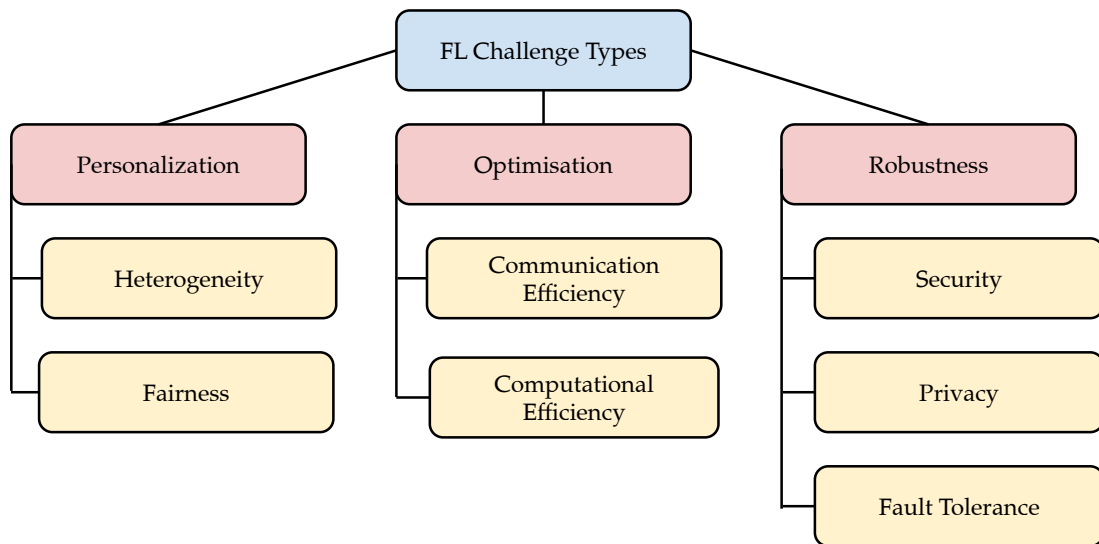 FL Challenge Types
Personalization
Optimisation
Robustness
Heterogeneity
Communication
Efficiency
Security
Fairness
Computational
Efficiency
Privacy
Fault Tolerance